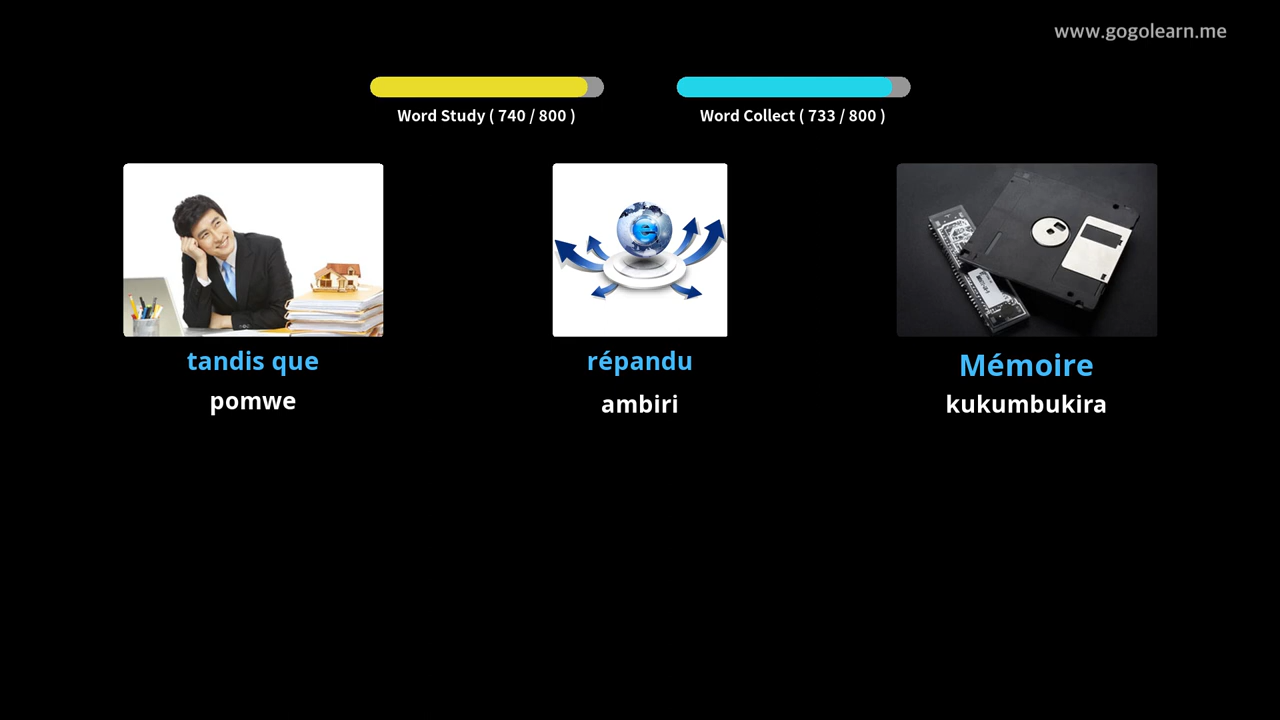 www.gogolearn.me
Word Study ( 740 / 800 )
Word Collect ( 733 / 800 )
tandis que
pomwe
répandu
ambiri
Mémoire
kukumbukira